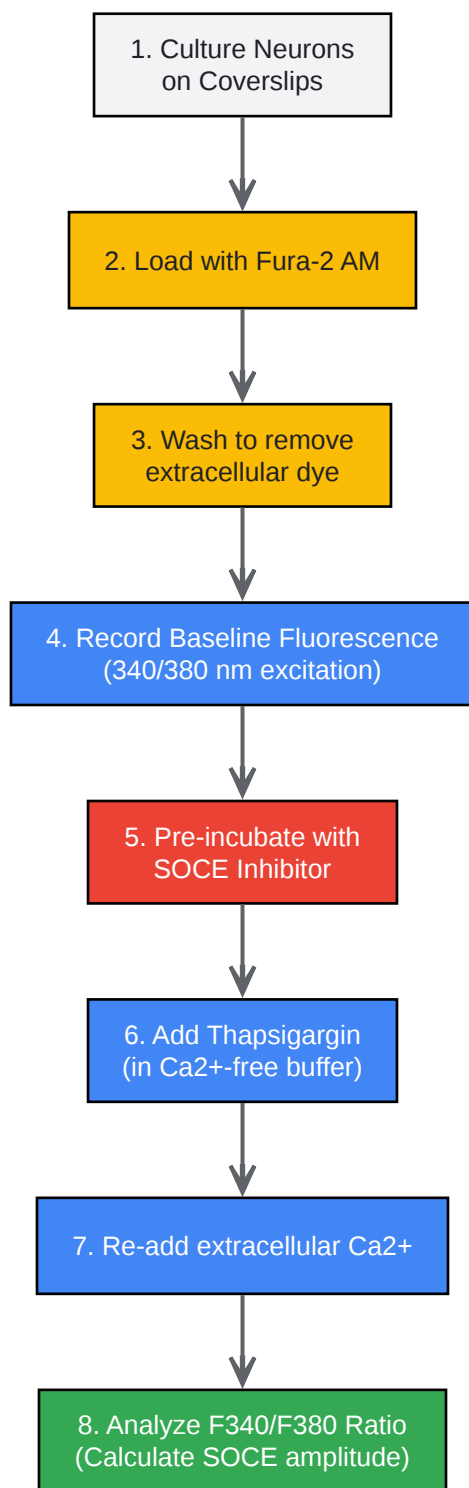 1. Culture Neurons
on Coverslips
2. Load with Fura-2 AM
3. Wash to remove
extracellular dye
4. Record Baseline Fluorescence
(340/380 nm excitation)
5. Pre-incubate with
SOCE Inhibitor
6. Add Thapsigargin
(in Ca2+-free buffer)
7. Re-add extracellular Ca2+
8. Analyze F340/F380 Ratio
(Calculate SOCE amplitude)